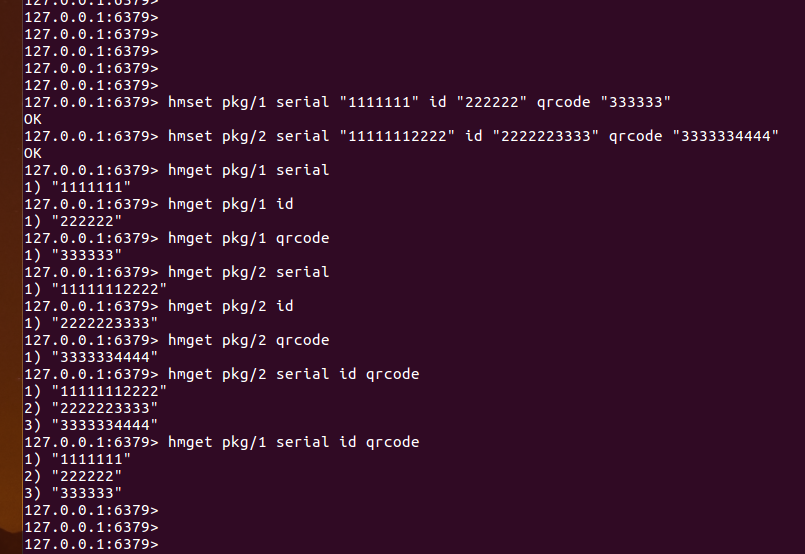 127.0.0.1:6379>
127.0.0.1:6379>
127.0.0.1:6379>
127.0.0.1:6379>
127.0.0.1:6379>
127.0.0.1:6379>
127.0.0.1:6379> hmset pkg/1 serial "1111111" id "222222" qrcode "333333"
OK
127.0.0.1:6379> hmset pkg/2 serial "11111112222" id "2222223333" qrcode "3333334444"
OK
127.0.0.1:6379> hmget pkg/1 serial
1) "1111111"
127.0.0.1:6379> hmget pkg/1 id
1) "222222"
127.0.0.1:6379> hmget pkg/1 qrcode
1) "333333"
127.0.0.1:6379> hmget pkg/2 serial
1) "11111112222"
127.0.0.1:6379> hmget pkg/2 id
1) "2222223333"
127.0.0.1:6379> hmget pkg/2 qrcode
1) "3333334444"
127.0.0.1:6379> hmget pkg/2 serial id qrcode
1) "11111112222"
2) "2222223333"
3) "3333334444"
127.0.0.1:6379> hmget pkg/1 serial id qrcode
1) "1111111"
2) "222222"
3) "333333"
127.0.0.1:6379>
127.0.0.1:6379>
127.0.0.1:6379>